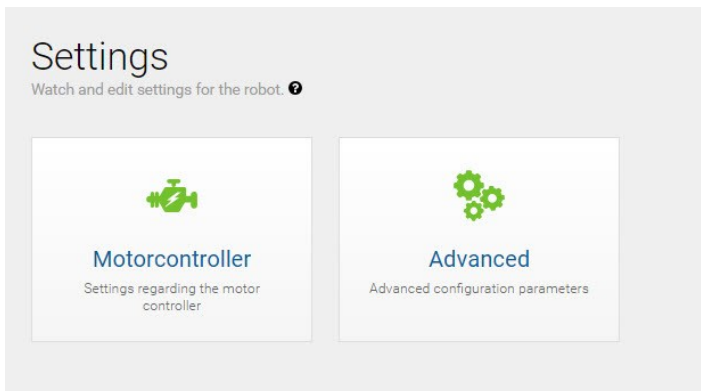 Settings
Watch and edit settings for the robot. ?
Motorcontroller
Settings regarding the motor
controller
Advanced
Advanced configuration parameters